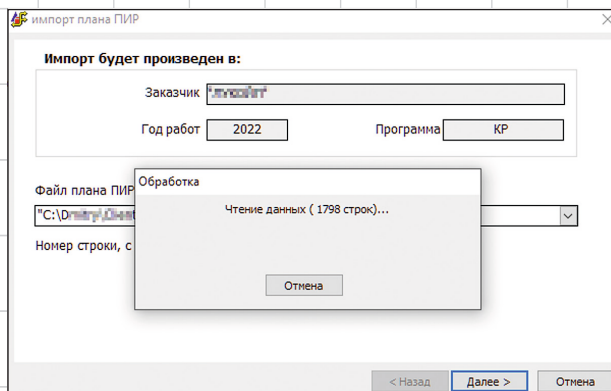 импорт плана ПИР
Импорт будет произведен в:
Заказчик
Год работ 2022 Программа КР
Обработка
Файл плана ПИР
Чтение данных ( 1798 строк)...
"C:\D
Номер строки, с
Отмена
< Назад Далее > Отмена